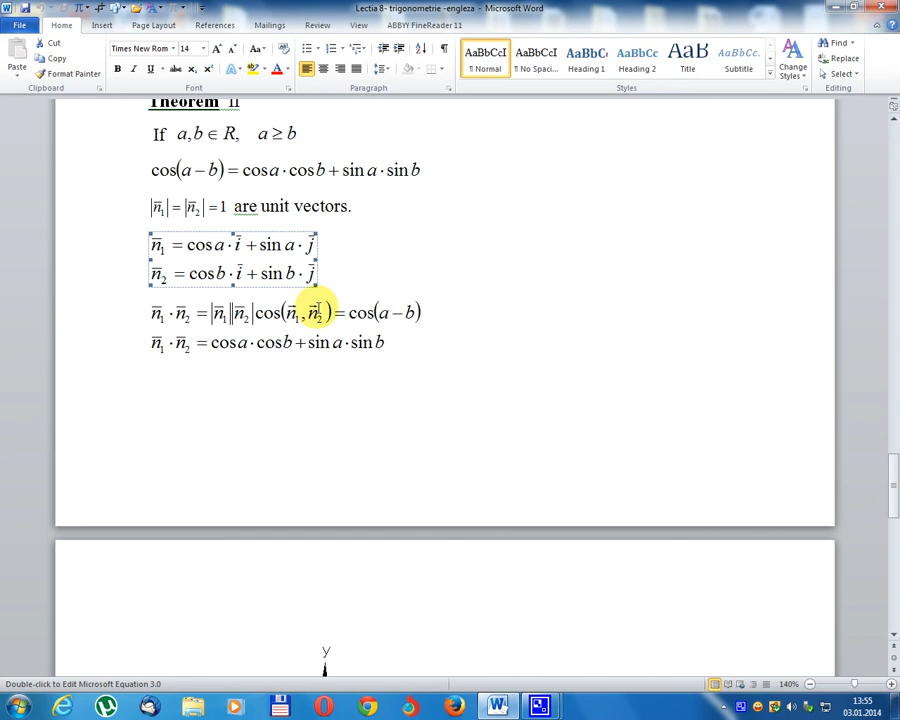 Lectia 8- trigonometrie -engleza - Microsoft Word
File Home Insert Page Layout References Mailings Review View ABBYY FineReader 11
Cut
Copy
Format Painter
Paste
Clipboard
Times New Rom 14
Font
Paragraph
AaBbCcI AaBbCcI AaBbC AaBbCc AaB AaBbCc.
¶ Normal ¶ No Spaci... Heading 1 Heading 2 Title Subtitle
Styles
Change Styles
Find
Replace
Select
Editing
Theorem II
If a,b ∈ R, a ≥ b
cos(a − b) = cos a · cos b + sin a · sin b
|n̄₁| = |n̄₂| = 1 are unit vectors.
n̄₁ = cos a · ī + sin a · j̄
n̄₂ = cos b · ī + sin b · j̄
n̄₁ · n̄₂ = |n̄₁||n̄₂|cos(n̄₁, n̄₂) = cos(a − b)
n̄₁ · n̄₂ = cos a · cos b + sin a · sin b
y
Double-click to Edit Microsoft Equation 3.0
140%
13:55
03.01.2014